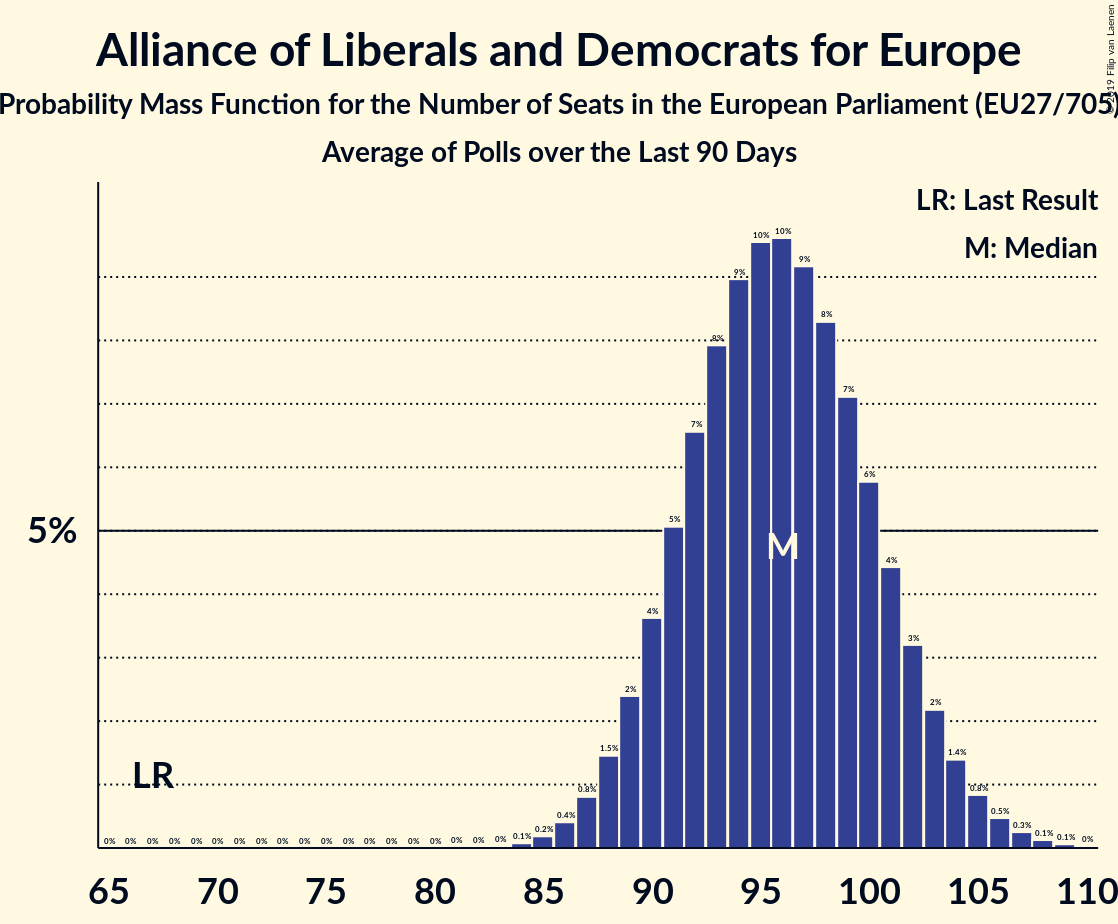 Alliance of Liberals and Democrats for Europe
Probability Mass Function for the Number of Seats in the European Parliament (EU27/705)
Average of Polls over the Last 90 Days
© 2019 Filip van Laenen
LR: Last Result
M: Median
5%
LR
M
0% 0% 0% 0% 0% 0% 0% 0% 0% 0% 0% 0% 0% 0% 0% 0% 0% 0% 0% 0.1% 0.2% 0.4% 0.8% 1.5% 2% 4% 5% 7% 8% 9% 10% 10% 9% 8% 7% 6% 4% 3% 2% 1.4% 0.8% 0.5% 0.3% 0.1% 0.1% 0%
65 70 75 80 85 90 95 100 105 110